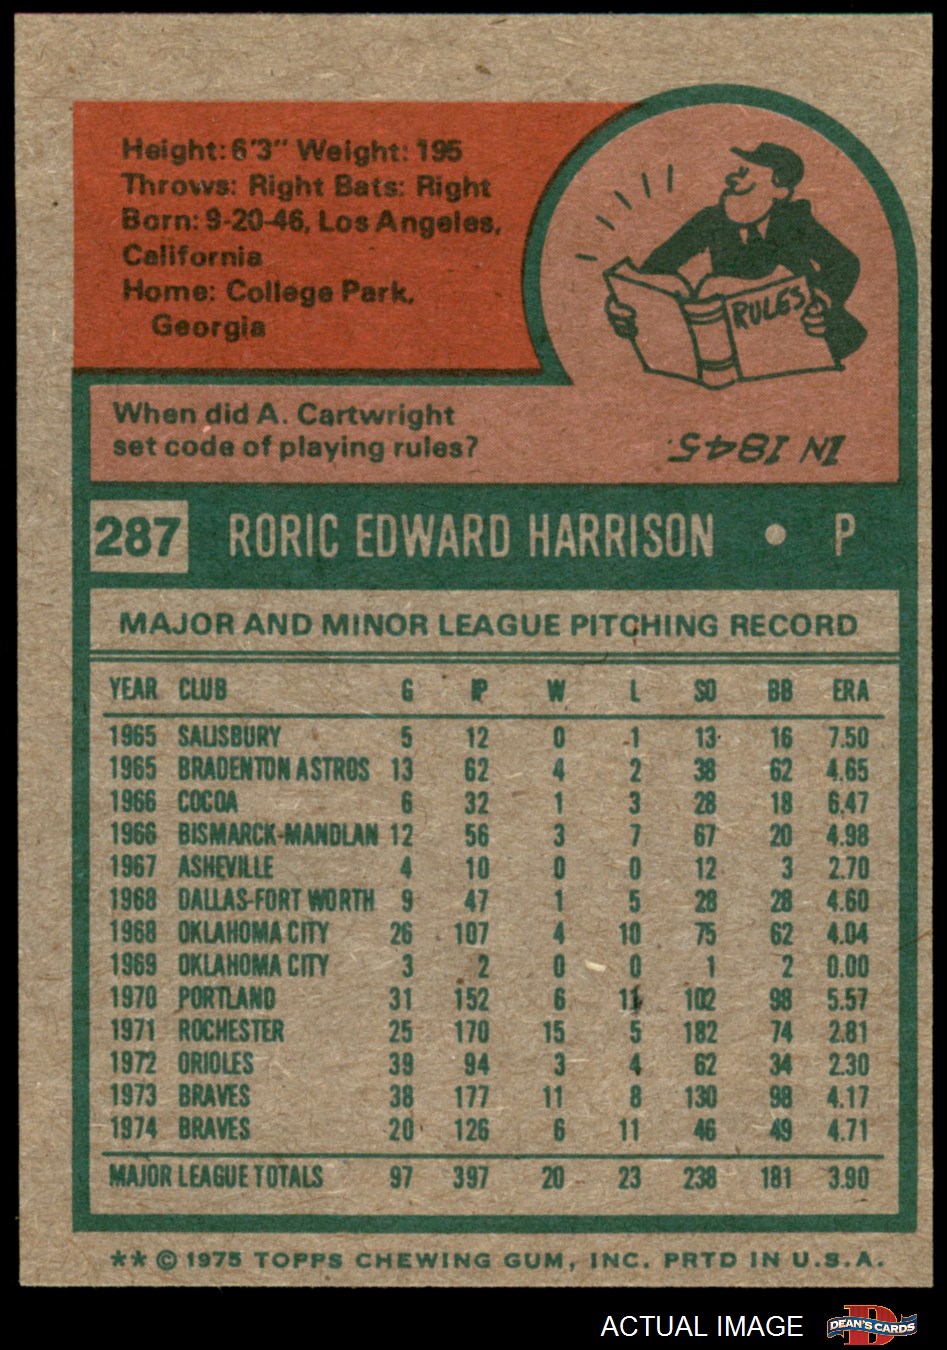 Height: 6'3" Weight: 195
Throws: Right Bats: Right
Born: 9-20-46, Los Angeles,
California
Home: College Park,
Georgia
RULES
When did A. Cartwright
set code of playing rules?
IN 1845.
287 RORIC EDWARD HARRISON • P
MAJOR AND MINOR LEAGUE PITCHING RECORD
YEAR CLUB G IP W L SO BB ERA
1965 SALISBURY 5 12 0 1 13 16 7.50
1965 BRADENTON ASTROS 13 62 4 2 38 62 4.65
1966 COCOA 6 32 1 3 28 18 6.47
1966 BISMARCK-MANDLAN 12 56 3 7 67 20 4.98
1967 ASHEVILLE 4 10 0 0 12 3 2.70
1968 DALLAS-FORT WORTH 9 47 1 5 28 28 4.60
1968 OKLAHOMA CITY 26 107 4 10 75 62 4.04
1969 OKLAHOMA CITY 3 2 0 0 1 2 0.00
1970 PORTLAND 31 152 6 11 102 98 5.57
1971 ROCHESTER 25 170 15 5 182 74 2.81
1972 ORIOLES 39 94 3 4 62 34 2.30
1973 BRAVES 38 177 11 8 130 98 4.17
1974 BRAVES 20 126 6 11 46 49 4.71
MAJOR LEAGUE TOTALS 97 397 20 23 238 181 3.90
** © 1975 TOPPS CHEWING GUM, INC. PRTD IN U.S.A.
ACTUAL IMAGE
DEAN'S CARDS